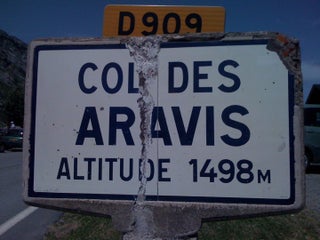 D909
COL DES
ARAVIS
ALTITUDE 1498M